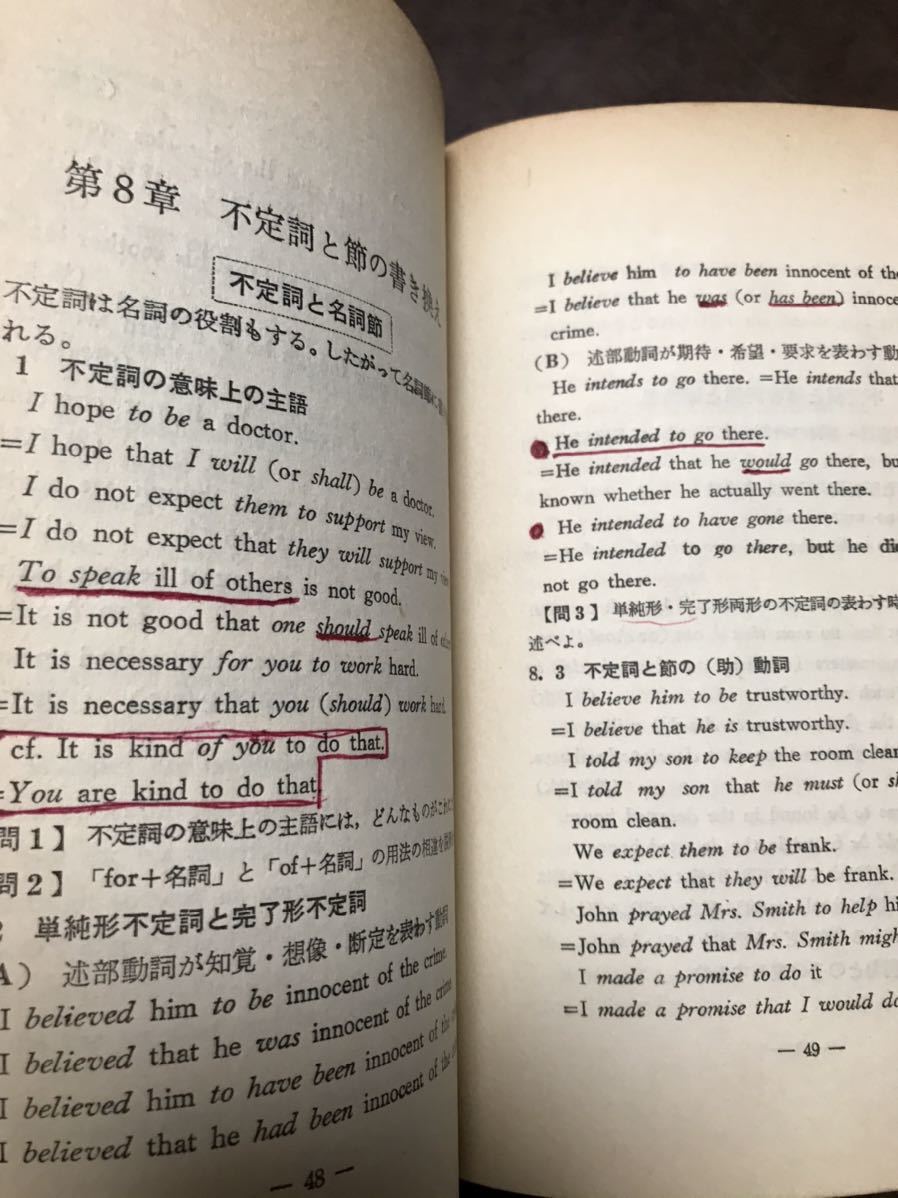 第8章 不定詞と節の書き換え
不定詞と名詞節
不定詞は名詞の役割もする。したがって名詞節に
れる。
1 不定詞の意味上の主語
I hope to be a doctor.
=I hope that I will (or shall) be a doctor.
I do not expect them to support my view.
=I do not expect that they will support my view
To speak ill of others is not good.
=It is not good that one should speak ill of others
It is necessary for you to work hard.
=It is necessary that you (should) work hard.
cf. It is kind of you to do that.
=You are kind to do that
問1】 不定詞の意味上の主語には，どんなものがこれに
問2】 「for+名詞」と「of+名詞」の用法の相違を
2 単純形不定詞と完了形不定詞
A) 述部動詞が知覚・想像・断定を表わす動詞
I believed him to be innocent of the crime.
I believed that he was innocent of the crime
I believed him to have been innocent of the
I believed that he had been innocent of the
— 48 —
I believe him to have been innocent of the
=I believe that he was (or has been) innoce
crime.
(B) 述部動詞が期待・希望・要求を表わす動
He intends to go there. =He intends that
there.
He intended to go there.
=He intended that he would go there, bu
known whether he actually went there.
He intended to have gone there.
=He intended to go there, but he did
not go there.
【問3】 単純形・完了形両形の不定詞の表わす時
述べよ。
8. 3 不定詞と節の（助）動詞
I believe him to be trustworthy.
=I believe that he is trustworthy.
I told my son to keep the room clean
=I told my son that he must (or sh
room clean.
We expect them to be frank.
=We expect that they will be frank.
John prayed Mrs. Smith to help hi
=John prayed that Mrs. Smith migh
I made a promise to do it
=I made a promise that I would do
— 49 —